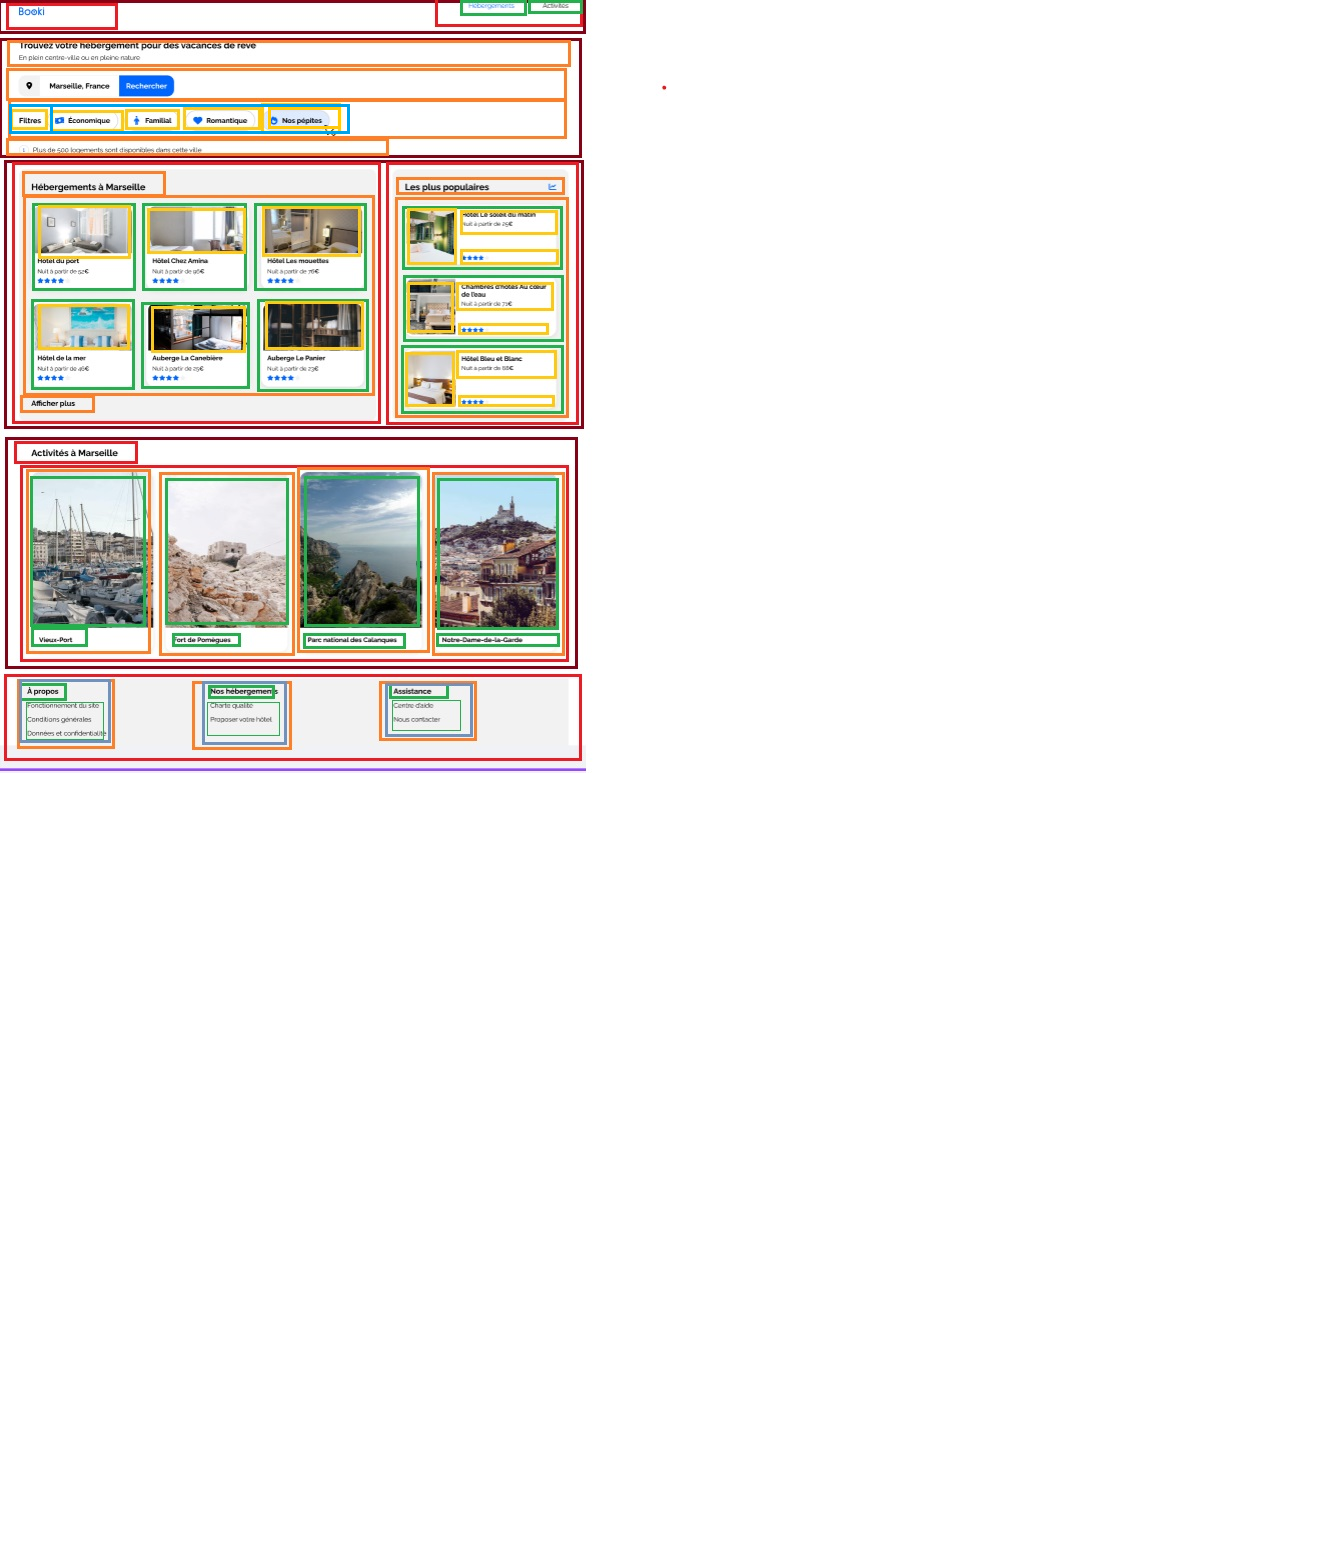 Booki
Hébergements Activités
Trouvez votre hébergement pour des vacances de rêve
En plein centre-ville ou en pleine nature
Marseille, France Rechercher
Filtres Économique Familial Romantique Nos pépites
i Plus de 500 logements sont disponibles dans cette ville
Hébergements à Marseille
Hôtel du port
Nuit à partir de 52€
Hôtel Chez Amina
Nuit à partir de 96€
Hôtel Les mouettes
Nuit à partir de 76€
Hôtel de la mer
Nuit à partir de 46€
Auberge La Canebière
Nuit à partir de 25€
Auberge Le Panier
Nuit à partir de 23€
Afficher plus
Les plus populaires
Hôtel Le soleil du matin
Nuit à partir de 25€
Chambres d'hôtes Au cœur
de l'eau
Nuit à partir de 71€
Hôtel Bleu et Blanc
Nuit à partir de 68€
Activités à Marseille
Vieux-Port
Fort de Pomègues
Parc national des Calanques
Notre-Dame-de-la-Garde
À propos
Fonctionnement du site
Conditions générales
Données et confidentialité
Nos hébergements
Charte qualité
Proposer votre hôtel
Assistance
Centre d'aide
Nous contacter